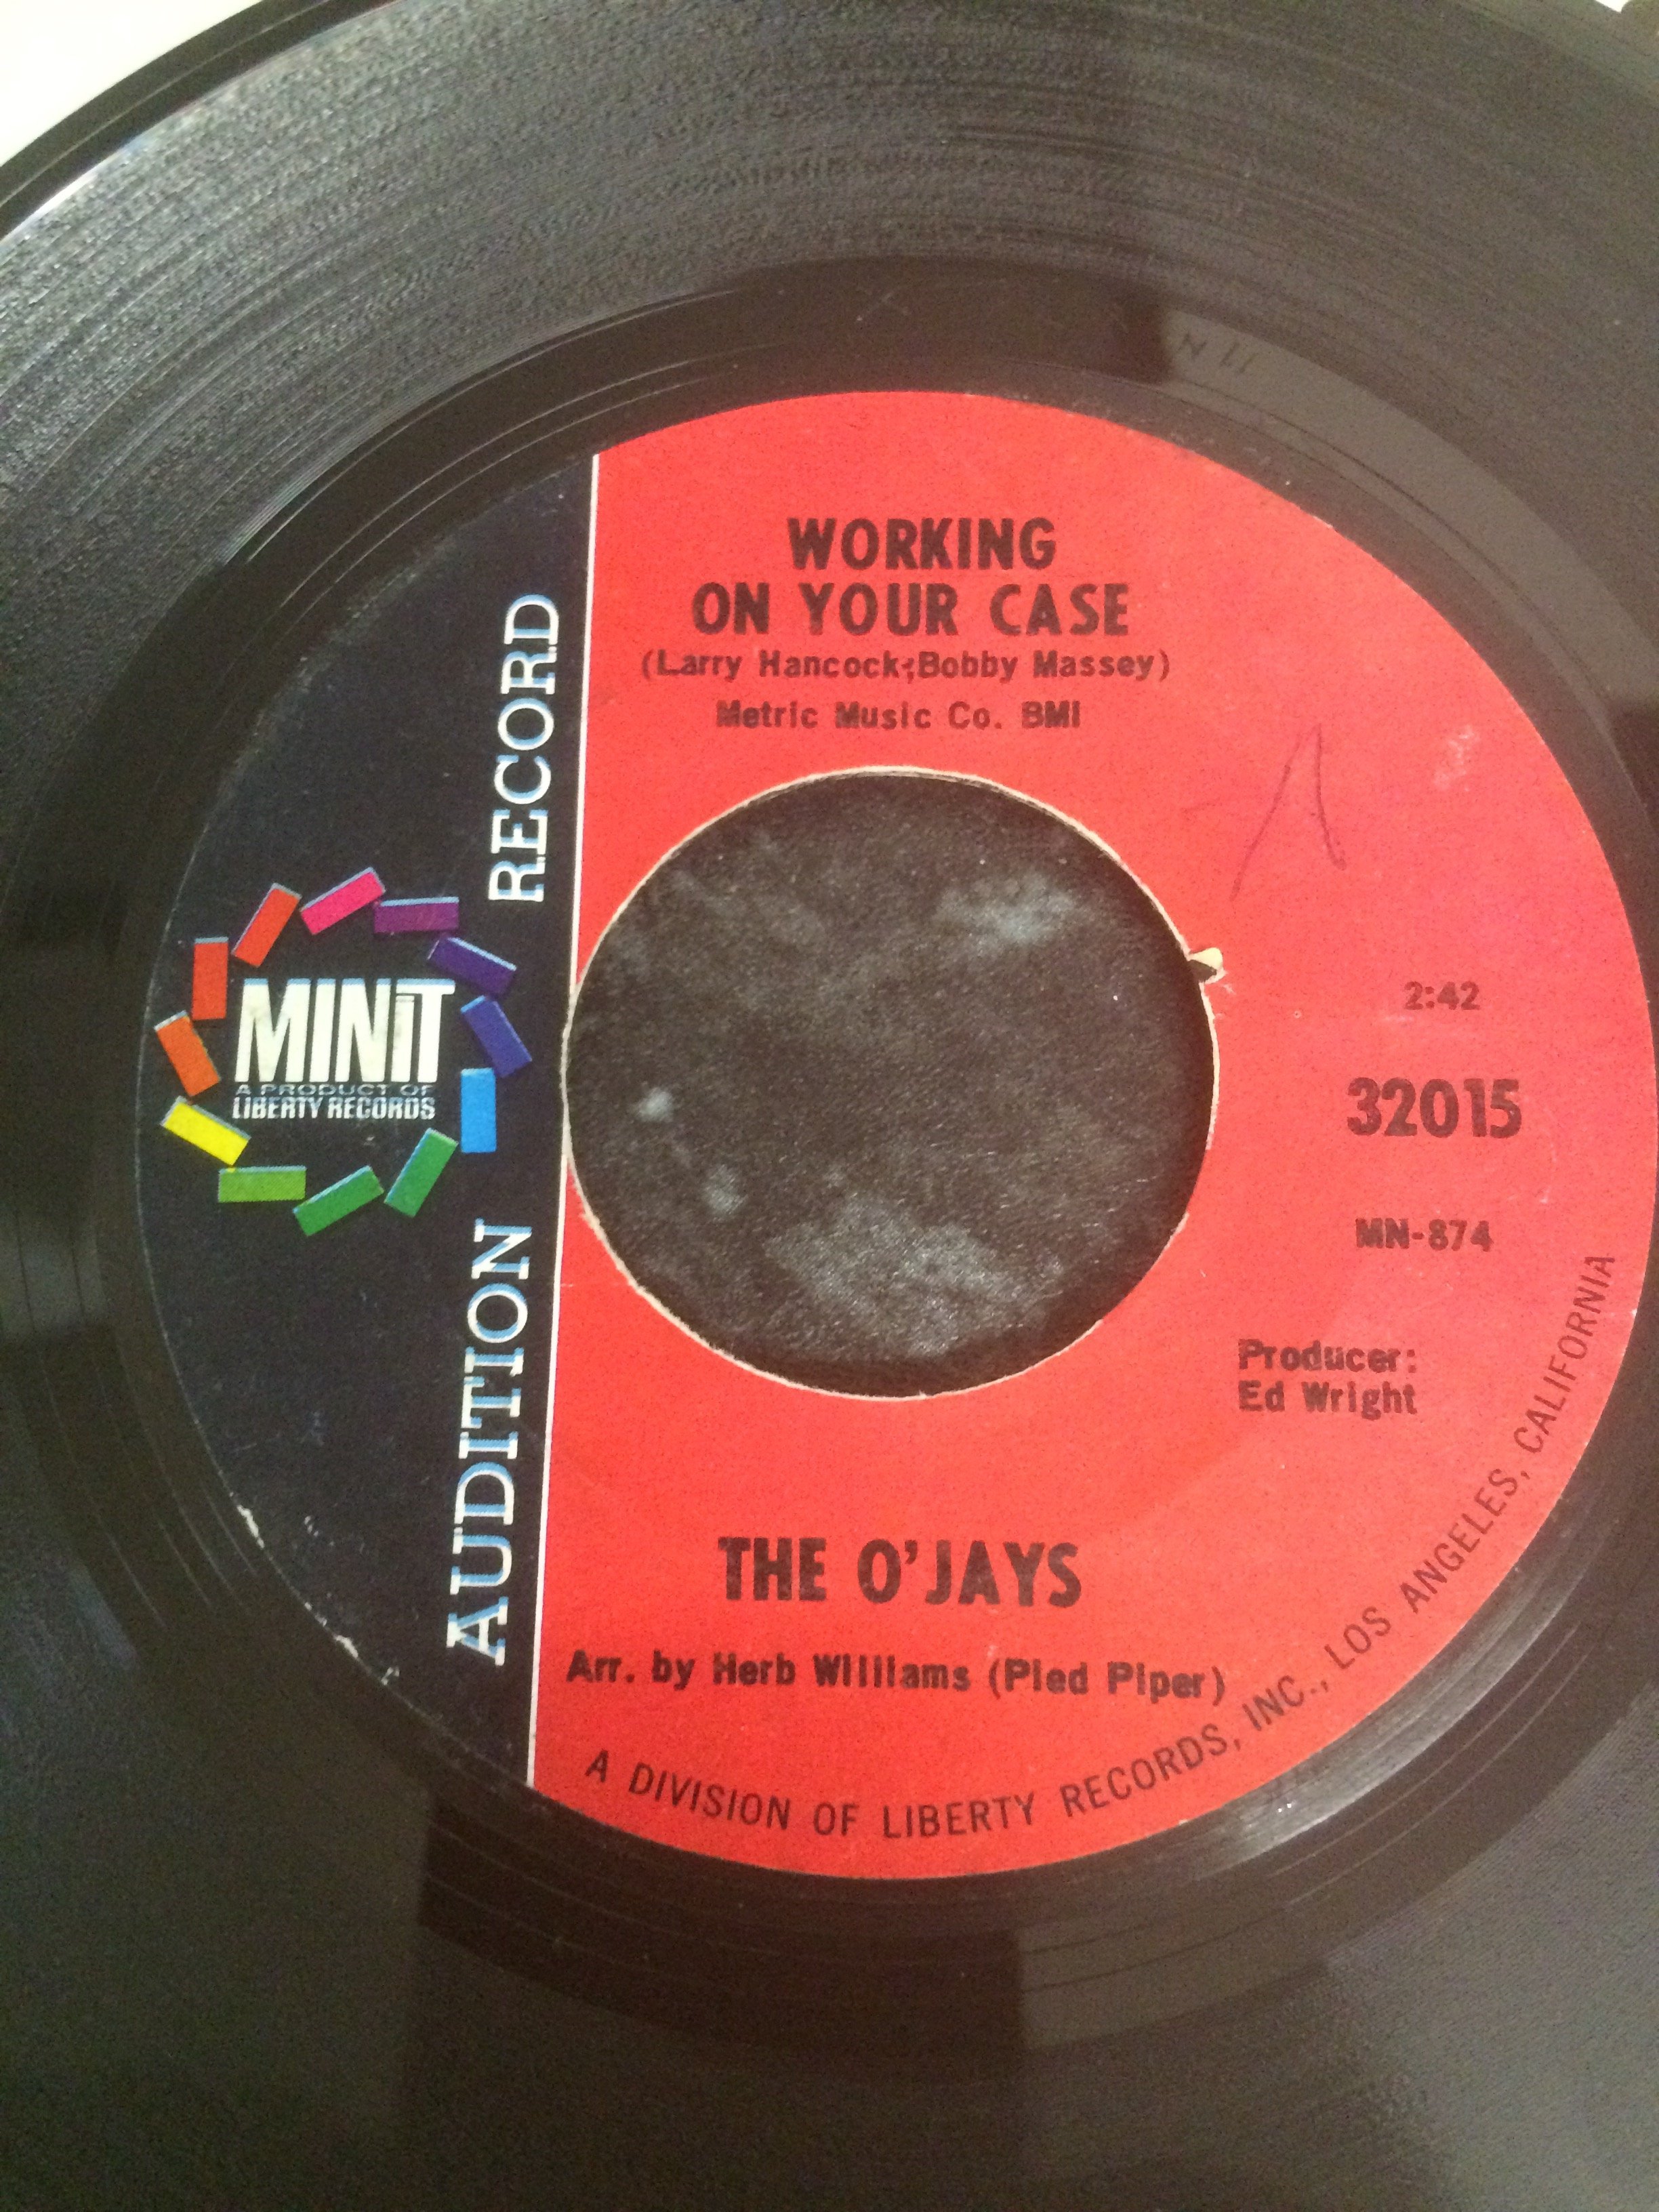 WORKING
ON YOUR CASE
(Larry Hancock;Bobby Massey)
Metric Music Co. BMI
2:42
32015
MN-874
Producer:
Ed Wright
THE O'JAYS
Arr. by Herb Williams (Pied Piper)
A DIVISION OF LIBERTY RECORDS, INC., LOS ANGELES, CALIFORNIA
AUDITION RECORD
MINIT
A PRODUCT OF
LIBERTY RECORDS